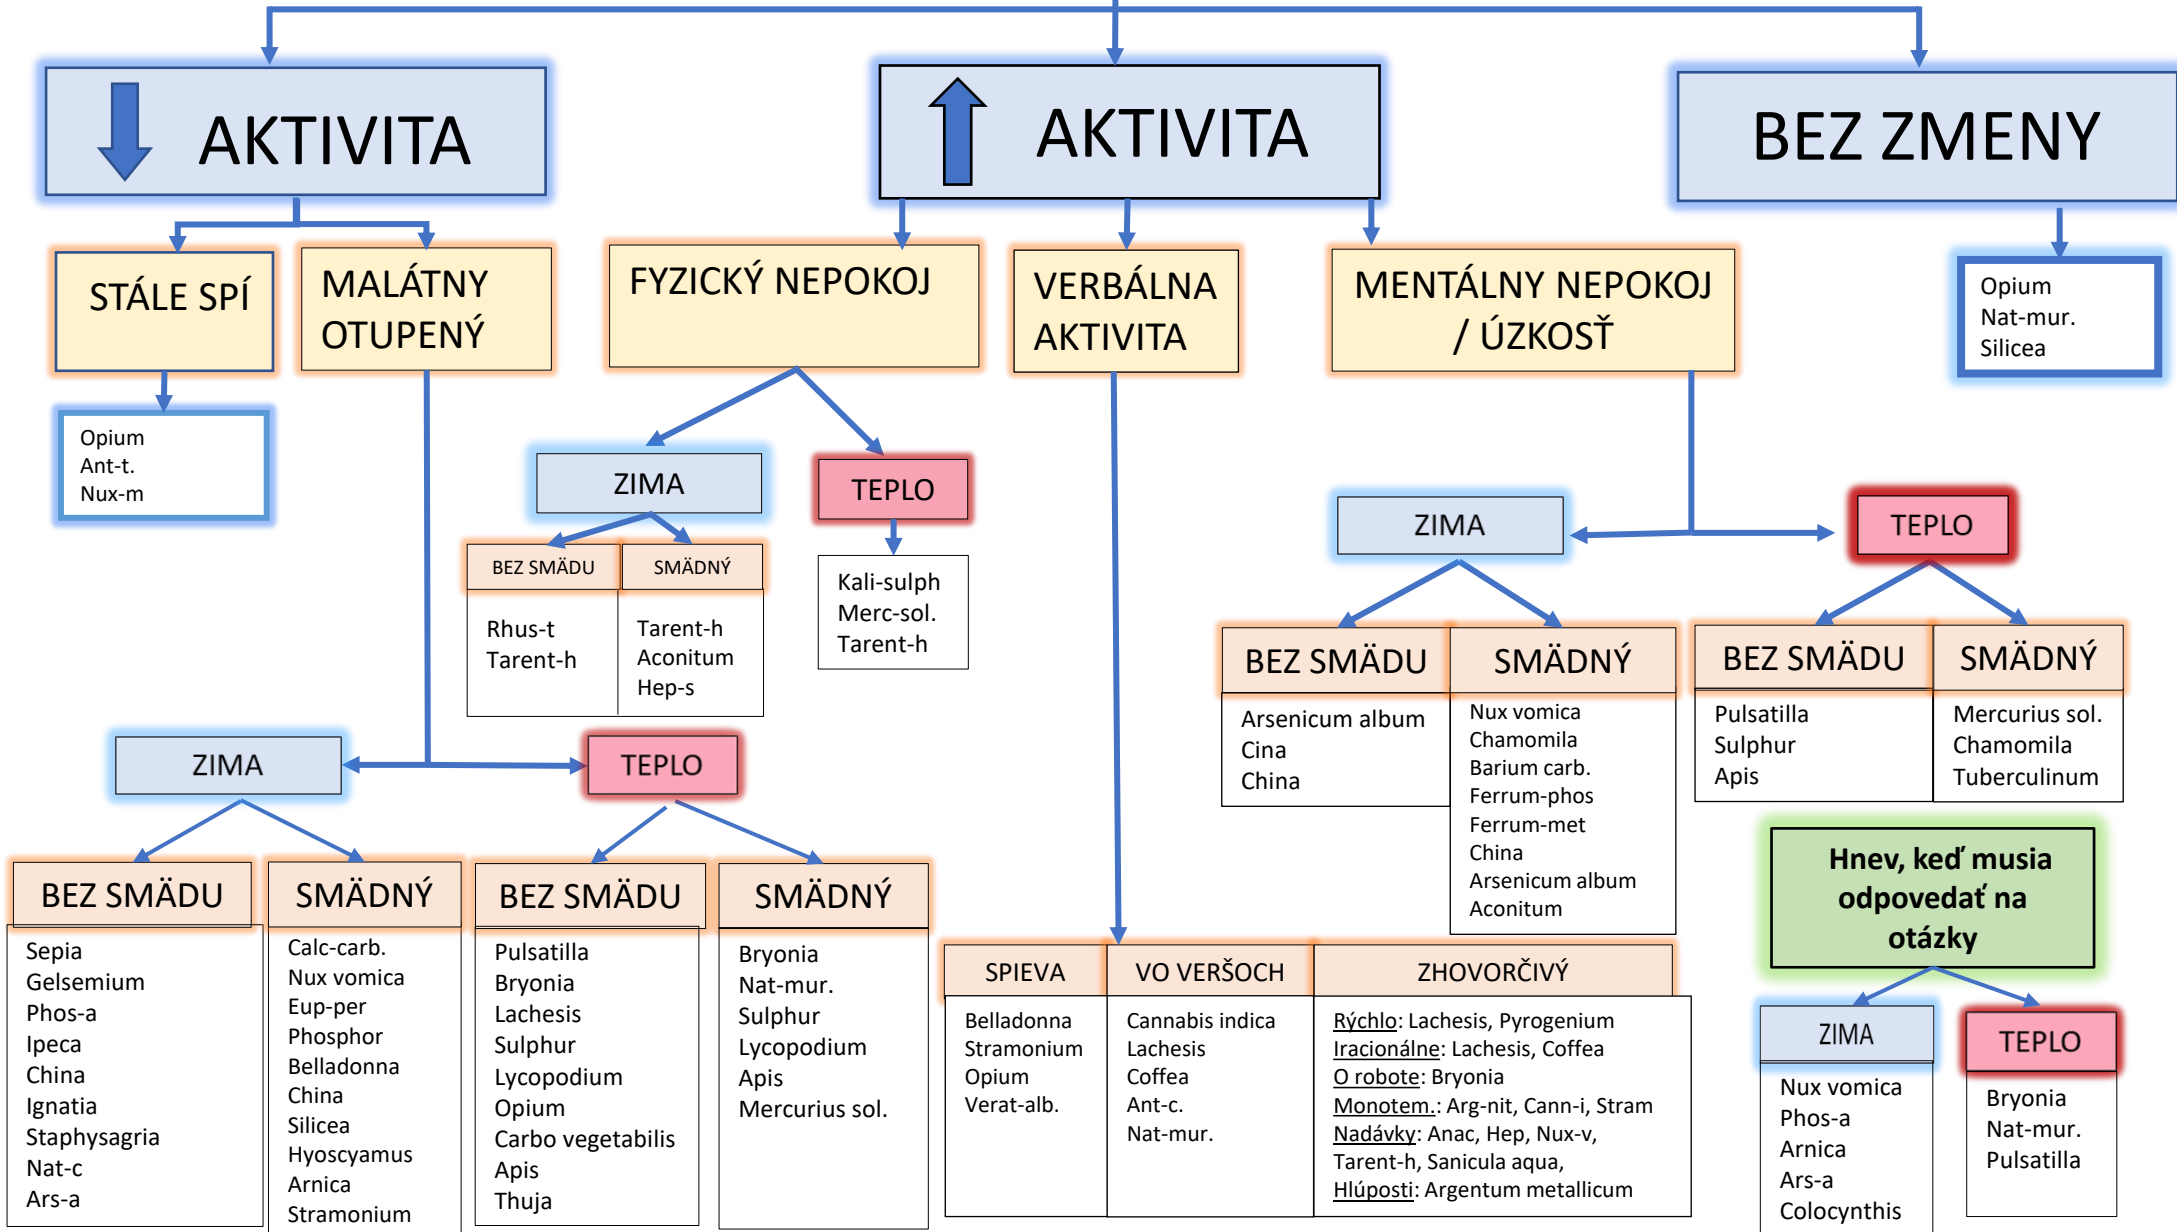 AKTIVITA
AKTIVITA
BEZ ZMENY
STÁLE SPÍ
MALÁTNY
OTUPENÝ
FYZICKÝ NEPOKOJ
VERBÁLNA
AKTIVITA
MENTÁLNY NEPOKOJ
/ ÚZKOSŤ
Opium
Nat-mur.
Silicea
Opium
Ant-t.
Nux-m
ZIMA
TEPLO
BEZ SMÄDU
SMÄDNÝ
Rhus-t
Tarent-h
Tarent-h
Aconitum
Hep-s
Kali-sulph
Merc-sol.
Tarent-h
ZIMA
TEPLO
BEZ SMÄDU
SMÄDNÝ
BEZ SMÄDU
SMÄDNÝ
Arsenicum album
Cina
China
Nux vomica
Chamomila
Barium carb.
Ferrum-phos
Ferrum-met
China
Arsenicum album
Aconitum
Pulsatilla
Sulphur
Apis
Mercurius sol.
Chamomila
Tuberculinum
ZIMA
TEPLO
BEZ SMÄDU
SMÄDNÝ
BEZ SMÄDU
SMÄDNÝ
Sepia
Gelsemium
Phos-a
Ipeca
China
Ignatia
Staphysagria
Nat-c
Ars-a
Calc-carb.
Nux vomica
Eup-per
Phosphor
Belladonna
China
Silicea
Hyoscyamus
Arnica
Stramonium
Pulsatilla
Bryonia
Lachesis
Sulphur
Lycopodium
Opium
Carbo vegetabilis
Apis
Thuja
Bryonia
Nat-mur.
Sulphur
Lycopodium
Apis
Mercurius sol.
SPIEVA
VO VERŠOCH
ZHOVORČIVÝ
Belladonna
Stramonium
Opium
Verat-alb.
Cannabis indica
Lachesis
Coffea
Ant-c.
Nat-mur.
Rýchlo: Lachesis, Pyrogenium
Iracionálne: Lachesis, Coffea
O robote: Bryonia
Monotem.: Arg-nit, Cann-i, Stram
Nadávky: Anac, Hep, Nux-v,
Tarent-h, Sanicula aqua,
Hlúposti: Argentum metallicum
Hnev, keď musia
odpovedať na
otázky
ZIMA
TEPLO
Nux vomica
Phos-a
Arnica
Ars-a
Colocynthis
Bryonia
Nat-mur.
Pulsatilla